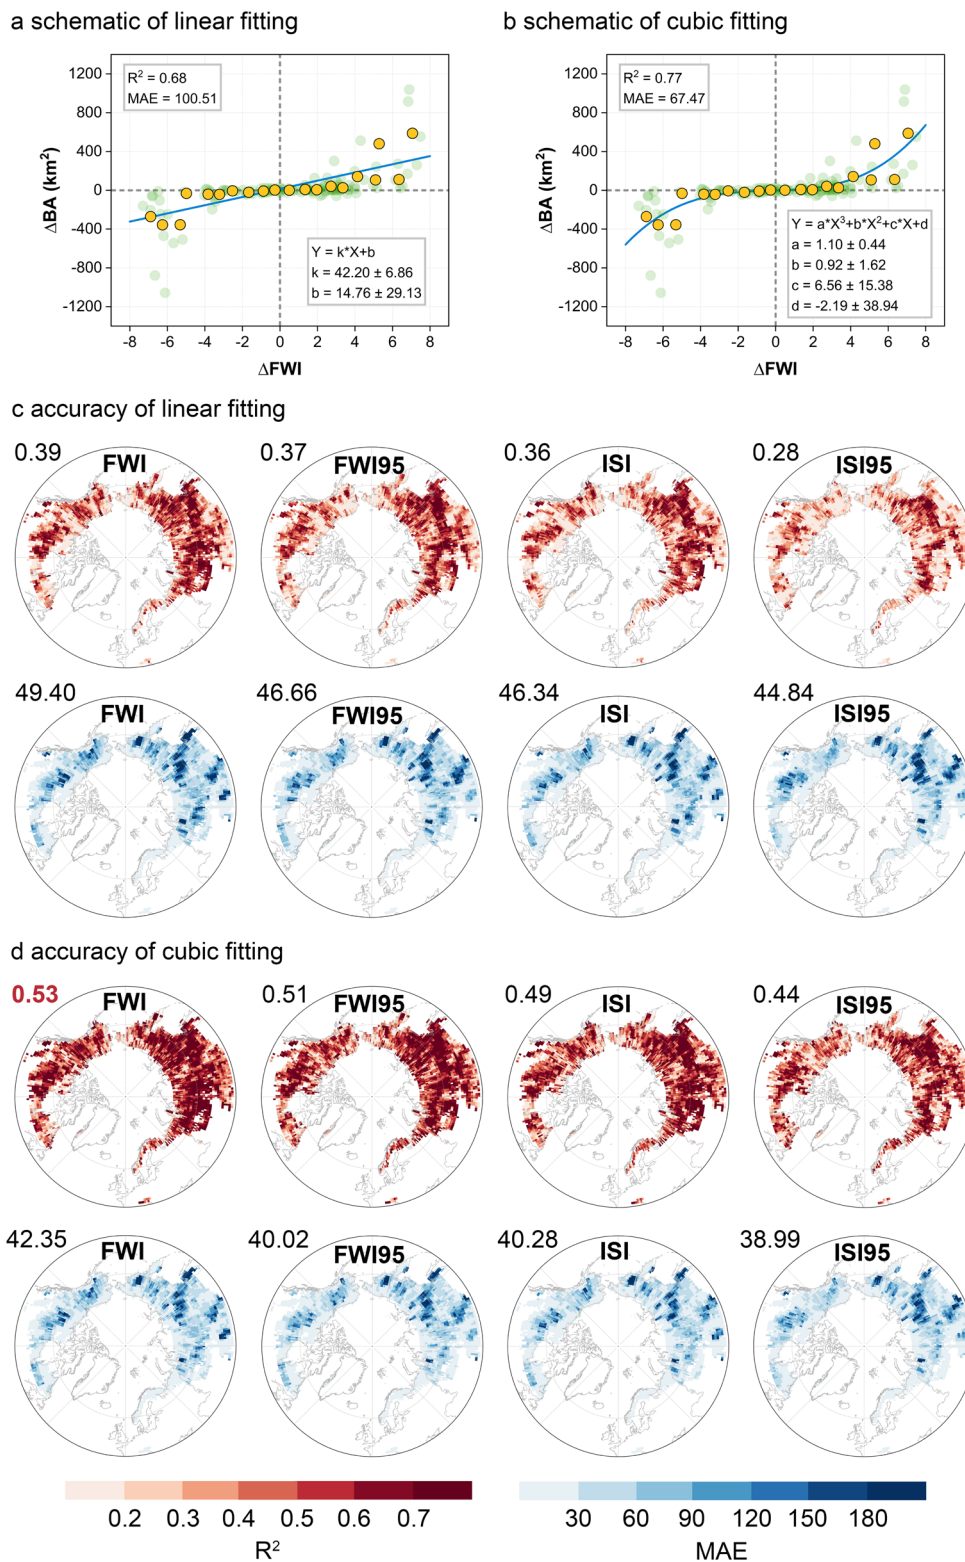 a schematic of linear fitting
b schematic of cubic fitting
1200
800
400
0
-400
-800
-1200
ΔBA (km²)
R² = 0.68
MAE = 100.51
Y = k*X+b
k = 42.20 ± 6.86
b = 14.76 ± 29.13
-8 -6 -4 -2 0 2 4 6 8
ΔFWI
1200
800
400
0
-400
-800
-1200
ΔBA (km²)
R² = 0.77
MAE = 67.47
Y = a*X³+b*X²+c*X+d
a = 1.10 ± 0.44
b = 0.92 ± 1.62
c = 6.56 ± 15.38
d = -2.19 ± 38.94
-8 -6 -4 -2 0 2 4 6 8
ΔFWI
c accuracy of linear fitting
0.39 FWI
0.37 FWI95
0.36 ISI
0.28 ISI95
49.40 FWI
46.66 FWI95
46.34 ISI
44.84 ISI95
d accuracy of cubic fitting
0.53 FWI
0.51 FWI95
0.49 ISI
0.44 ISI95
42.35 FWI
40.02 FWI95
40.28 ISI
38.99 ISI95
0.2 0.3 0.4 0.5 0.6 0.7
R²
30 60 90 120 150 180
MAE